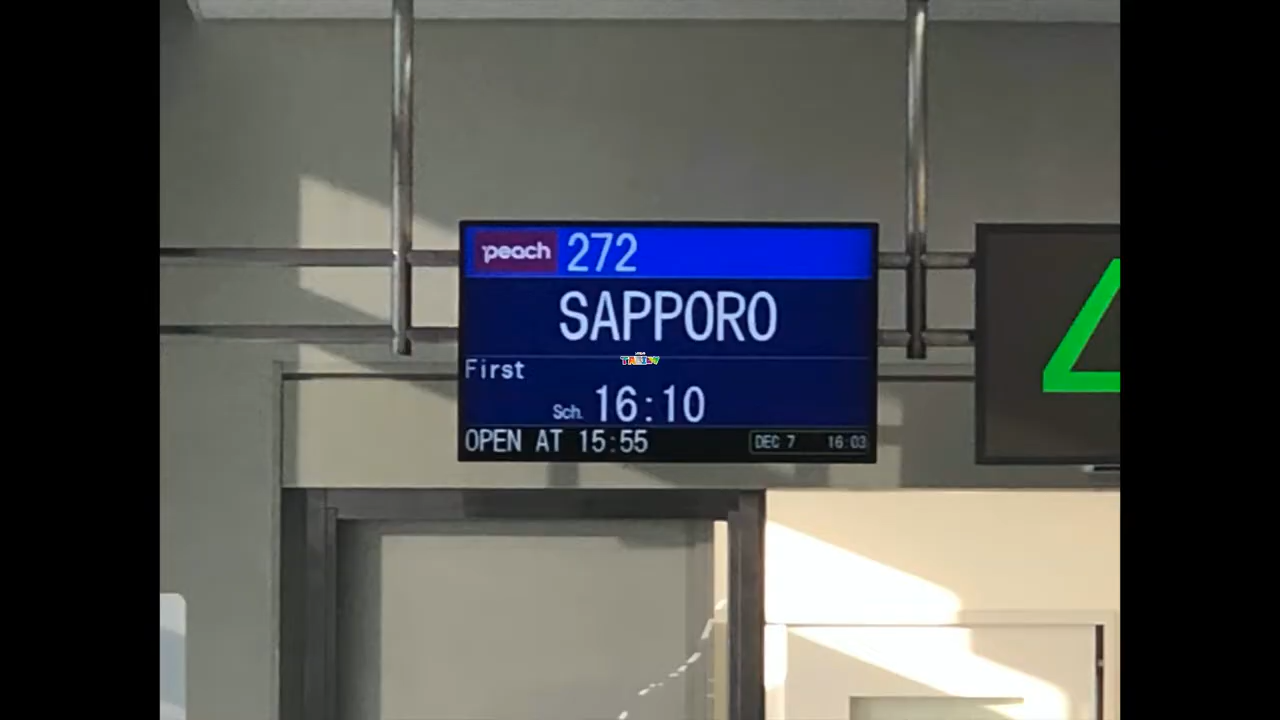 peach 272
SAPPORO
First
Sch. 16:10
OPEN AT 15:55 DEC 7 16:03